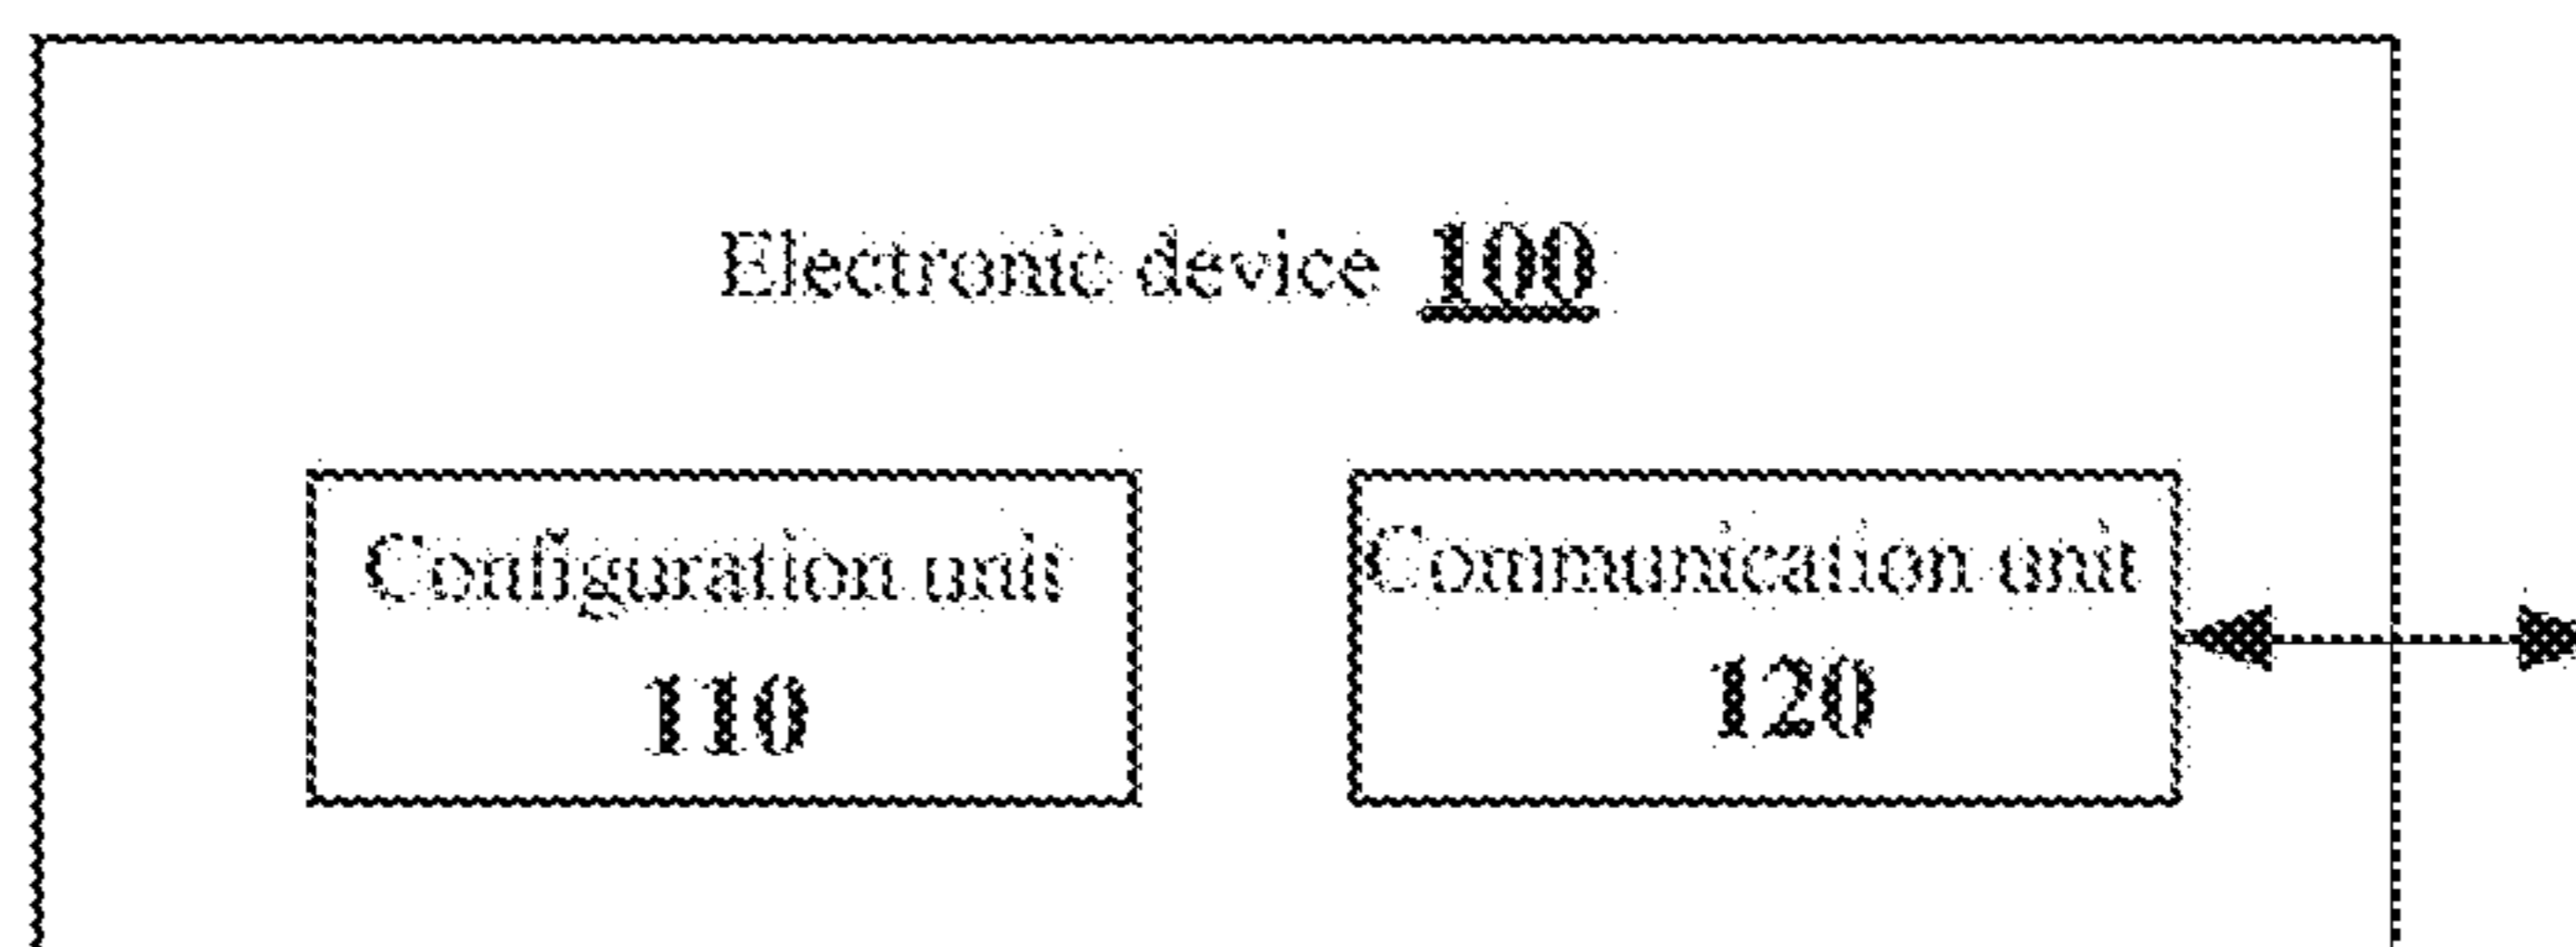 Electronic device 100
Configuration unit
110
Communication unit
120